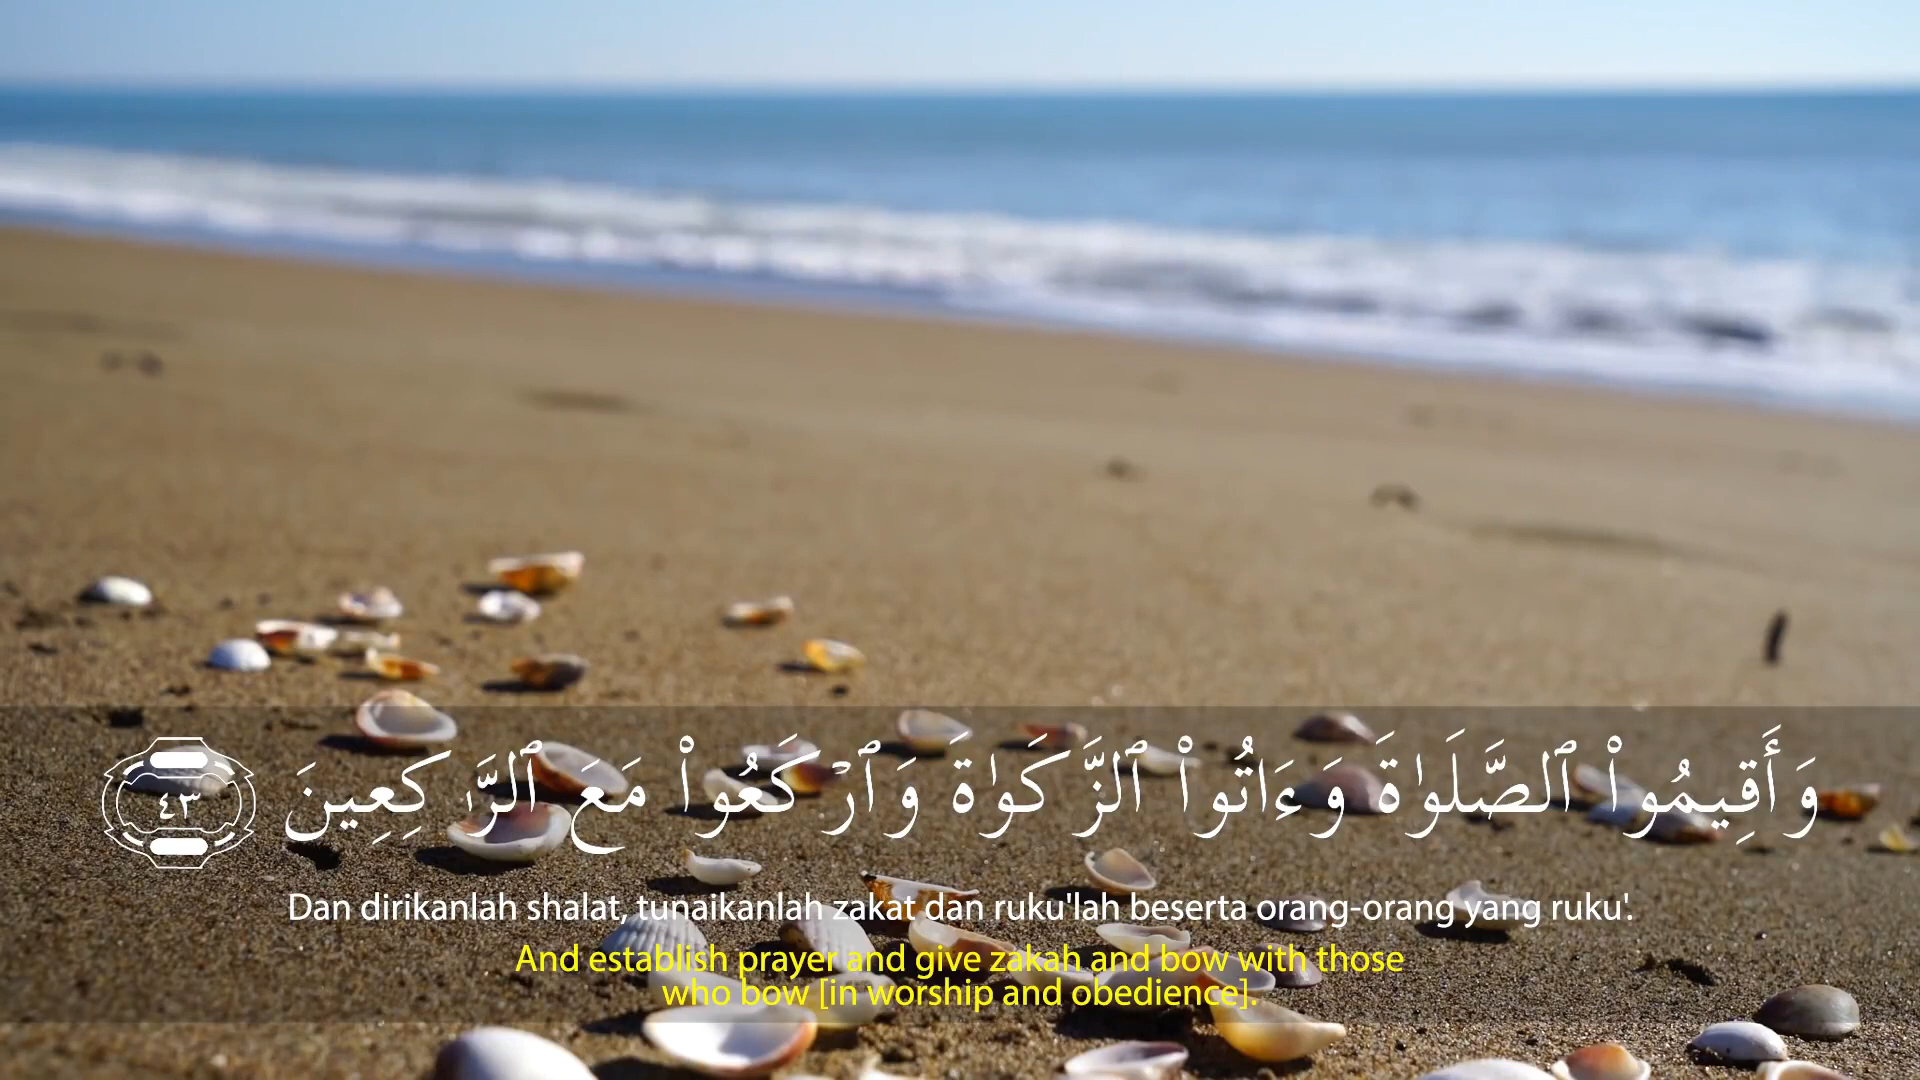 وَأَقِيمُوا۟ ٱلصَّلَوٰةَ وَءَاتُوا۟ ٱلزَّكَوٰةَ وَٱرْكَعُوا۟ مَعَ ٱلرَّٰكِعِينَ ٤٣
Dan dirikanlah shalat, tunaikanlah zakat dan ruku'lah beserta orang-orang yang ruku'.
And establish prayer and give zakah and bow with those
who bow [in worship and obedience].